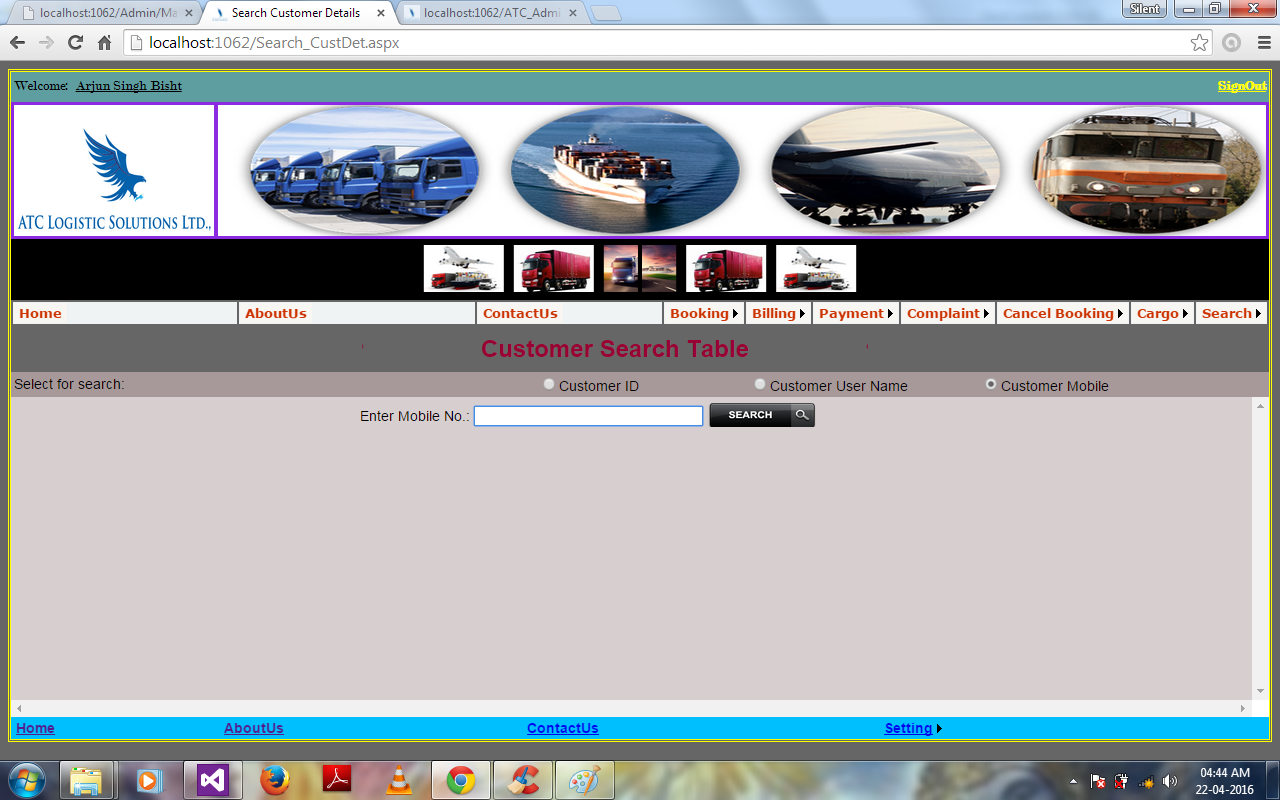 localhost:1062/Admin/Ma
Search Customer Details
localhost:1062/ATC_Admi
Silent
localhost:1062/Search_CustDet.aspx
Welcome: Arjun Singh Bisht
SignOut
ATC LOGISTIC SOLUTIONS LTD.,
Home AboutUs ContactUs Booking Billing Payment Complaint Cancel Booking Cargo Search
Customer Search Table
Select for search: Customer ID Customer User Name Customer Mobile
Enter Mobile No.: SEARCH
Home AboutUs ContactUs Setting
04:44 AM
22-04-2016